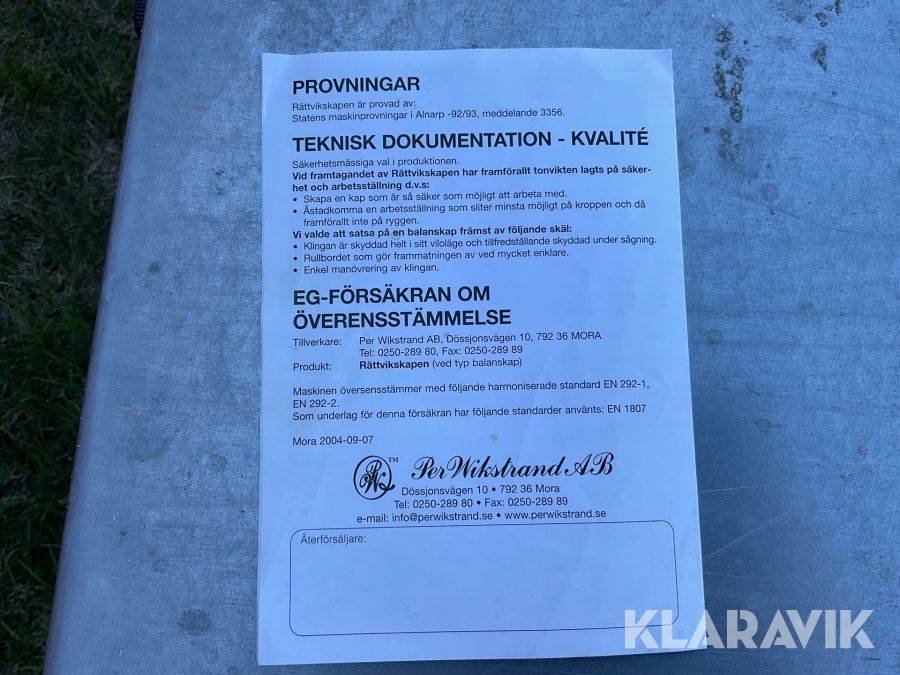 PROVNINGAR
Rättvikskapen är provad av:
Statens maskinprovningar i Alnarp -92/93, meddelande 3356.
TEKNISK DOKUMENTATION - KVALITÉ
Säkerhetsmässiga val i produktionen.
Vid framtagandet av Rättvikskapen har framförallt tonvikten lagts på säker-
het och arbetsställning d.v.s:
• Skapa en kap som är så säker som möjligt att arbeta med.
• Åstadkomma en arbetsställning som sliter minsta möjligt på kroppen och då
framförallt inte på ryggen.
Vi valde att satsa på en balanskap främst av följande skäl:
• Klingan är skyddad helt i sitt viloläge och tillfredställande skyddad under sågning.
• Rullbordet som gör frammatningen av ved mycket enklare.
• Enkel manövrering av klingan.
EG-FÖRSÄKRAN OM
ÖVERENSSTÄMMELSE
Tillverkare: Per Wikstrand AB, Dössjonsvägen 10, 792 36 MORA
Tel: 0250-289 80, Fax: 0250-289 89
Produkt: Rättvikskapen (ved typ balanskap)
Maskinen översensstämmer med följande harmoniserade standard EN 292-1,
EN 292-2.
Som underlag för denna försäkran har följande standarder använts: EN 1807
Mora 2004-09-07
PW™ Per Wikstrand AB
Dössjonsvägen 10 • 792 36 Mora
Tel: 0250-289 80 • Fax: 0250-289 89
e-mail: info@perwikstrand.se • www.perwikstrand.se
Återförsäljare:
KLARAVIK